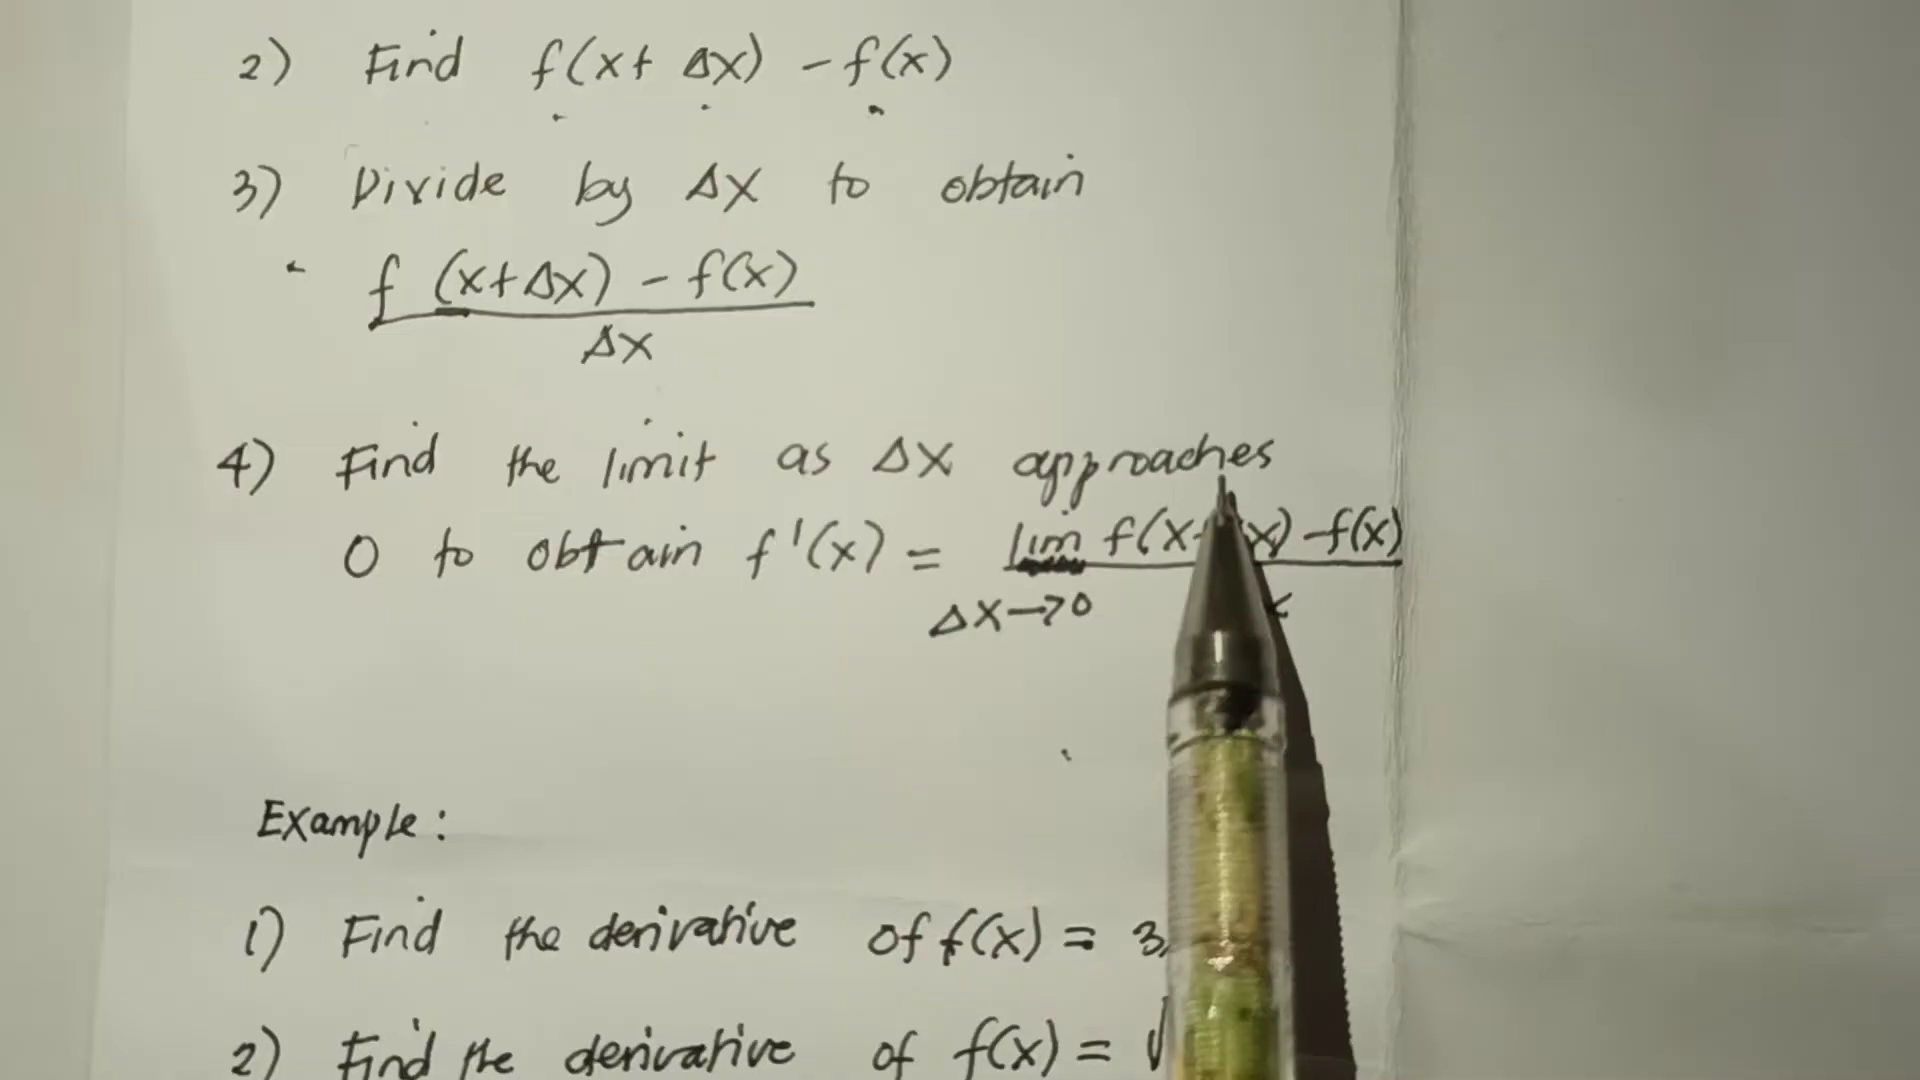 2) Find f(x+ Δx) - f(x)
3) Divide by Δx to obtain
f (x+Δx) - f(x)
Δx
4) Find the limit as Δx approaches
0 to obtain f'(x) = lim f(x+ x) - f(x)
Δx→0
Example:
1) Find the derivative of f(x) = 3
2) Find the derivative of f(x) = √